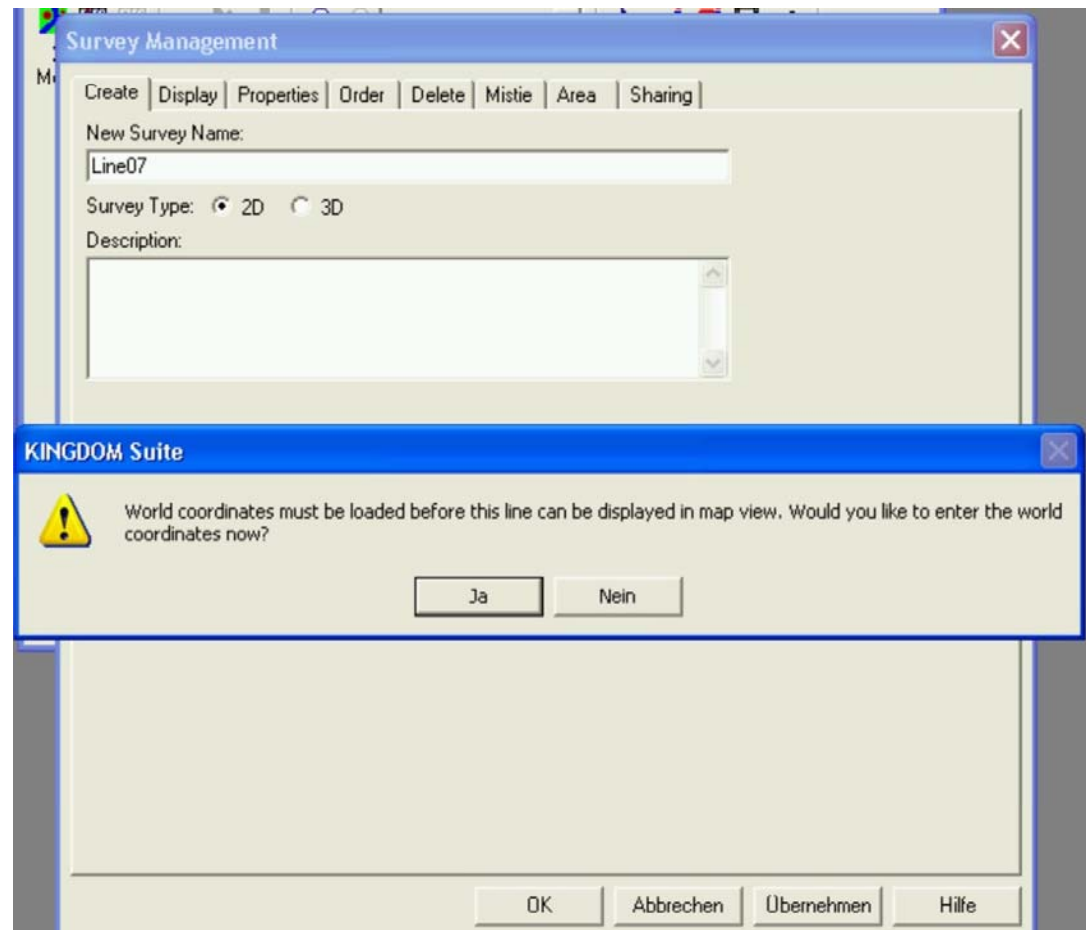 Survey Management
Create Display Properties Order Delete Mistie Area Sharing
New Survey Name:
Line07
Survey Type: 2D 3D
Description:
KINGDOM Suite
World coordinates must be loaded before this line can be displayed in map view. Would you like to enter the world
coordinates now?
Ja Nein
OK Abbrechen Übernehmen Hilfe